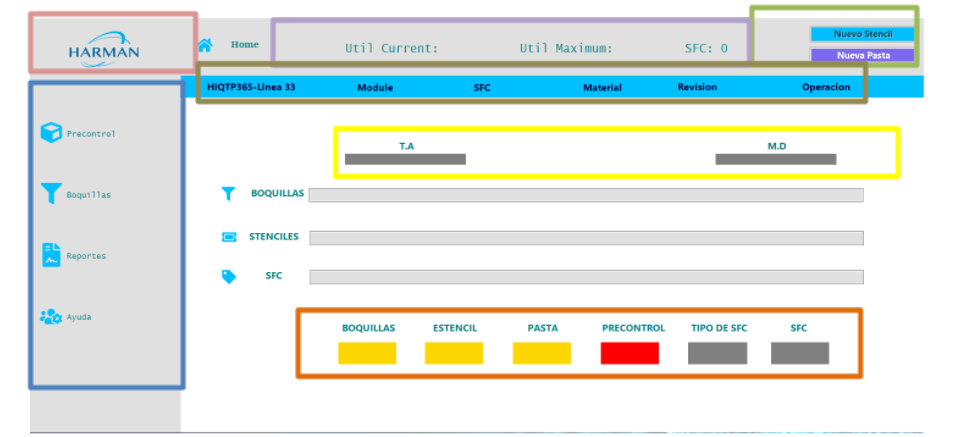 HARMAN
Home
Util Current: Util Maximum: SFC: 0
Nuevo Stencil
Nueva Pasta
HIQTP365-Linea 33 Module SFC Material Revision Operacion
Precontrol
Boquillas
Reportes
Ayuda
T.A M.D
BOQUILLAS
STENCILES
SFC
BOQUILLAS ESTENCIL PASTA PRECONTROL TIPO DE SFC SFC